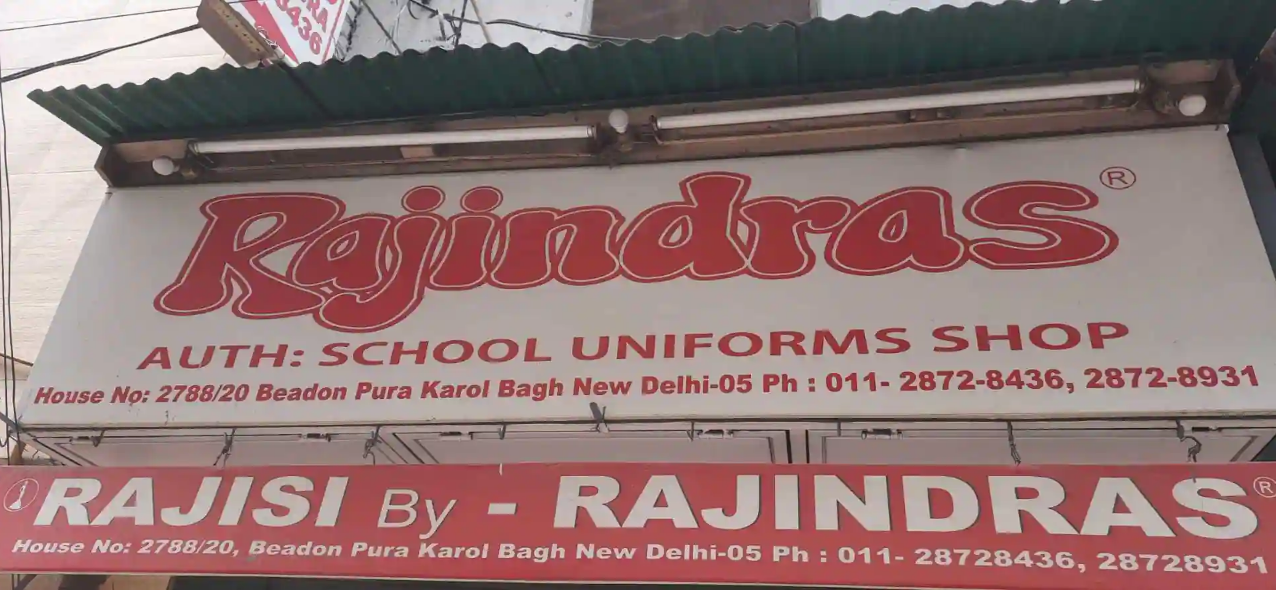 RA
8436
Rajindras ®
AUTH: SCHOOL UNIFORMS SHOP
House No: 2788/20 Beadon Pura Karol Bagh New Delhi-05 Ph : 011- 2872-8436, 2872-8931
RAJISI By - RAJINDRAS ®
House No: 2788/20, Beadon Pura Karol Bagh New Delhi-05 Ph : 011- 28728436, 28728931